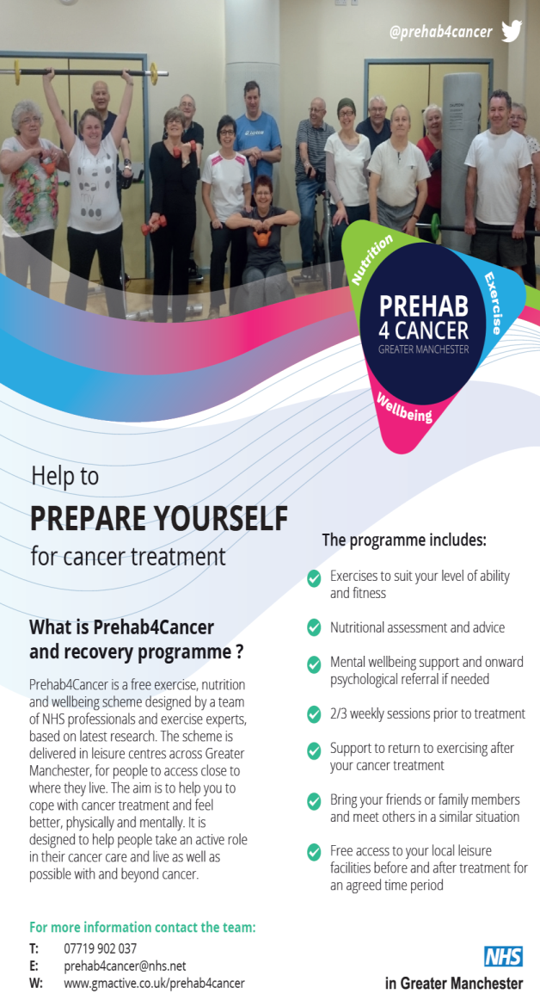 @prehab4cancer
Nutrition
Exercise
PREHAB
4 CANCER
GREATER MANCHESTER
Wellbeing
Help to
PREPARE YOURSELF
for cancer treatment
What is Prehab4Cancer
and recovery programme ?
Prehab4Cancer is a free exercise, nutrition
and wellbeing scheme designed by a team
of NHS professionals and exercise experts,
based on latest research. The scheme is
delivered in leisure centres across Greater
Manchester, for people to access close to
where they live. The aim is to help you to
cope with cancer treatment and feel
better, physically and mentally. It is
designed to help people take an active role
in their cancer care and live as well as
possible with and beyond cancer.
The programme includes:
Exercises to suit your level of ability
and fitness
Nutritional assessment and advice
Mental wellbeing support and onward
psychological referral if needed
2/3 weekly sessions prior to treatment
Support to return to exercising after
your cancer treatment
Bring your friends or family members
and meet others in a similar situation
Free access to your local leisure
facilities before and after treatment for
an agreed time period
For more information contact the team:
T: 07719 902 037
E: prehab4cancer@nhs.net
W: www.gmactive.co.uk/prehab4cancer
NHS
in Greater Manchester